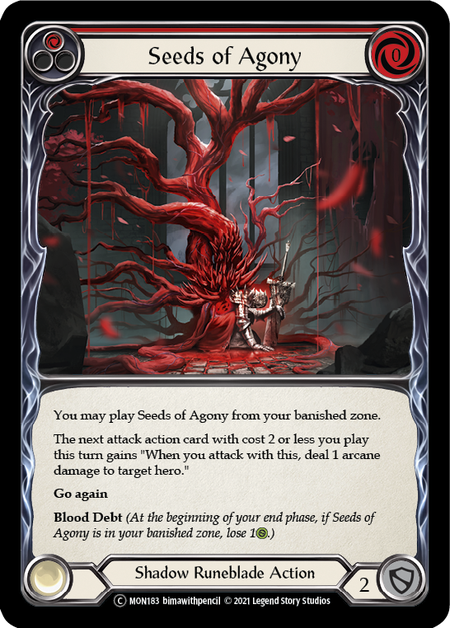 Seeds of Agony
0
You may play Seeds of Agony from your banished zone.
The next attack action card with cost 2 or less you play
this turn gains "When you attack with this, deal 1 arcane
damage to target hero."
Go again
Blood Debt (At the beginning of your end phase, if Seeds of
Agony is in your banished zone, lose 1.)
Shadow Runeblade Action
2
C MON183 bimawithpencil © 2021 Legend Story Studios